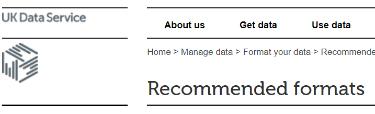 UK Data Service
About us Get data Use data
Home > Manage data > Format your data > Recommende
Recommended formats